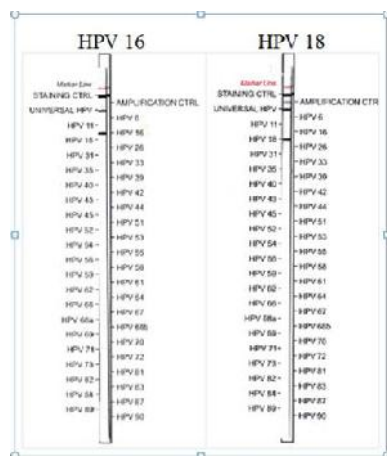 HPV 16
Marker Line
STAINING CTRL
UNIVERSAL HPV
HPV 11
HPV 18
HPV 31
HPV 35
HPV 40
HPV 43
HPV 45
HPV 52
HPV 54
HPV 56
HPV 59
HPV 62
HPV 66
HPV 68a
HPV 69
HPV 71
HPV 73
HPV 82
HPV 84
HPV 89
AMPLIFICATION CTRL
HPV 6
HPV 16
HPV 26
HPV 33
HPV 39
HPV 42
HPV 44
HPV 51
HPV 53
HPV 55
HPV 58
HPV 61
HPV 64
HPV 67
HPV 68b
HPV 70
HPV 72
HPV 81
HPV 83
HPV 87
HPV 90
HPV 18
Marker Line
STAINING CTRL
UNIVERSAL HPV
HPV 11
HPV 18
HPV 31
HPV 35
HPV 40
HPV 43
HPV 45
HPV 52
HPV 54
HPV 56
HPV 59
HPV 62
HPV 66
HPV 68a
HPV 69
HPV 71
HPV 73
HPV 82
HPV 84
HPV 89
AMPLIFICATION CTR
HPV 6
HPV 16
HPV 26
HPV 33
HPV 39
HPV 42
HPV 44
HPV 51
HPV 53
HPV 55
HPV 58
HPV 61
HPV 64
HPV 67
HPV 68b
HPV 70
HPV 72
HPV 81
HPV 83
HPV 87
HPV 90